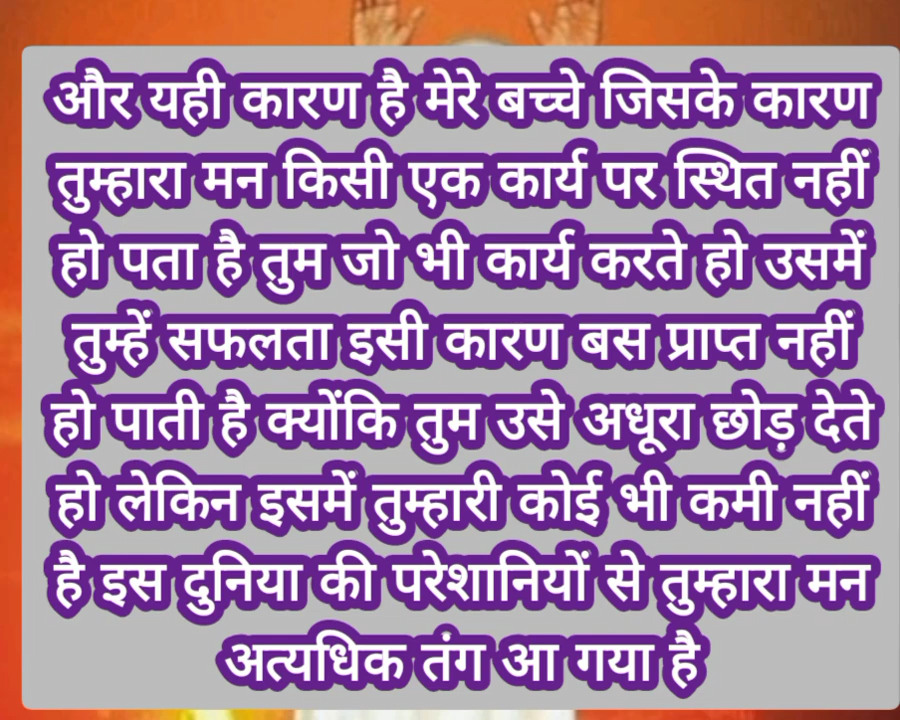 और यही कारण है मेरे बच्चे जिसके कारण
तुम्हारा मन किसी एक कार्य पर स्थित नहीं
हो पता है तुम जो भी कार्य करते हो उसमें
तुम्हें सफलता इसी कारण बस प्राप्त नहीं
हो पाती है क्योंकि तुम उसे अधूरा छोड़ देते
हो लेकिन इसमें तुम्हारी कोई भी कमी नहीं
है इस दुनिया की परेशानियों से तुम्हारा मन
अत्यधिक तंग आ गया है